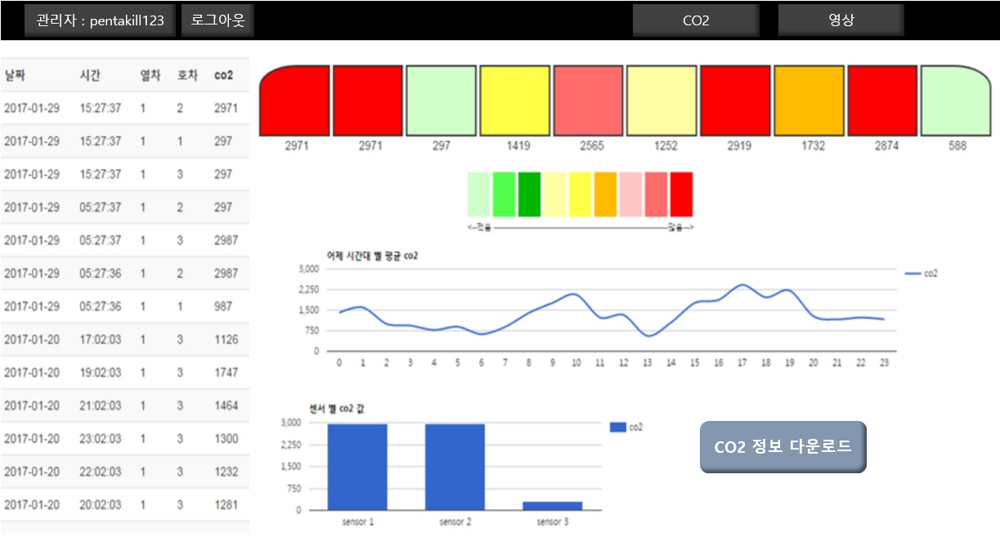 관리자 : pentakill123 로그아웃 CO2 영상
날짜 시간 열차 호차 co2
2017-01-29 15:27:37 1 2 2971
2017-01-29 15:27:37 1 1 297
2017-01-29 15:27:37 1 3 297
2017-01-29 05:27:37 1 2 297
2017-01-29 05:27:37 1 3 2987
2017-01-29 05:27:36 1 2 2987
2017-01-29 05:27:36 1 1 987
2017-01-20 17:02:03 1 3 1126
2017-01-20 19:02:03 1 3 1747
2017-01-20 21:02:03 1 3 1464
2017-01-20 23:02:03 1 3 1300
2017-01-20 22:02:03 1 3 1232
2017-01-20 20:02:03 1 3 1281
2971 2971 297 1419 2565 1252 2919 1732 2874 588
<-적음 많음->
어제 시간대 별 평균 co2
3,000
2,250
1,500
750
0
0 1 2 3 4 5 6 7 8 9 10 11 12 13 14 15 16 17 18 19 20 21 22 23
co2
센서 별 co2 값
3,000
2,250
1,500
750
0
sensor 1 sensor 2 sensor 3
co2
CO2 정보 다운로드